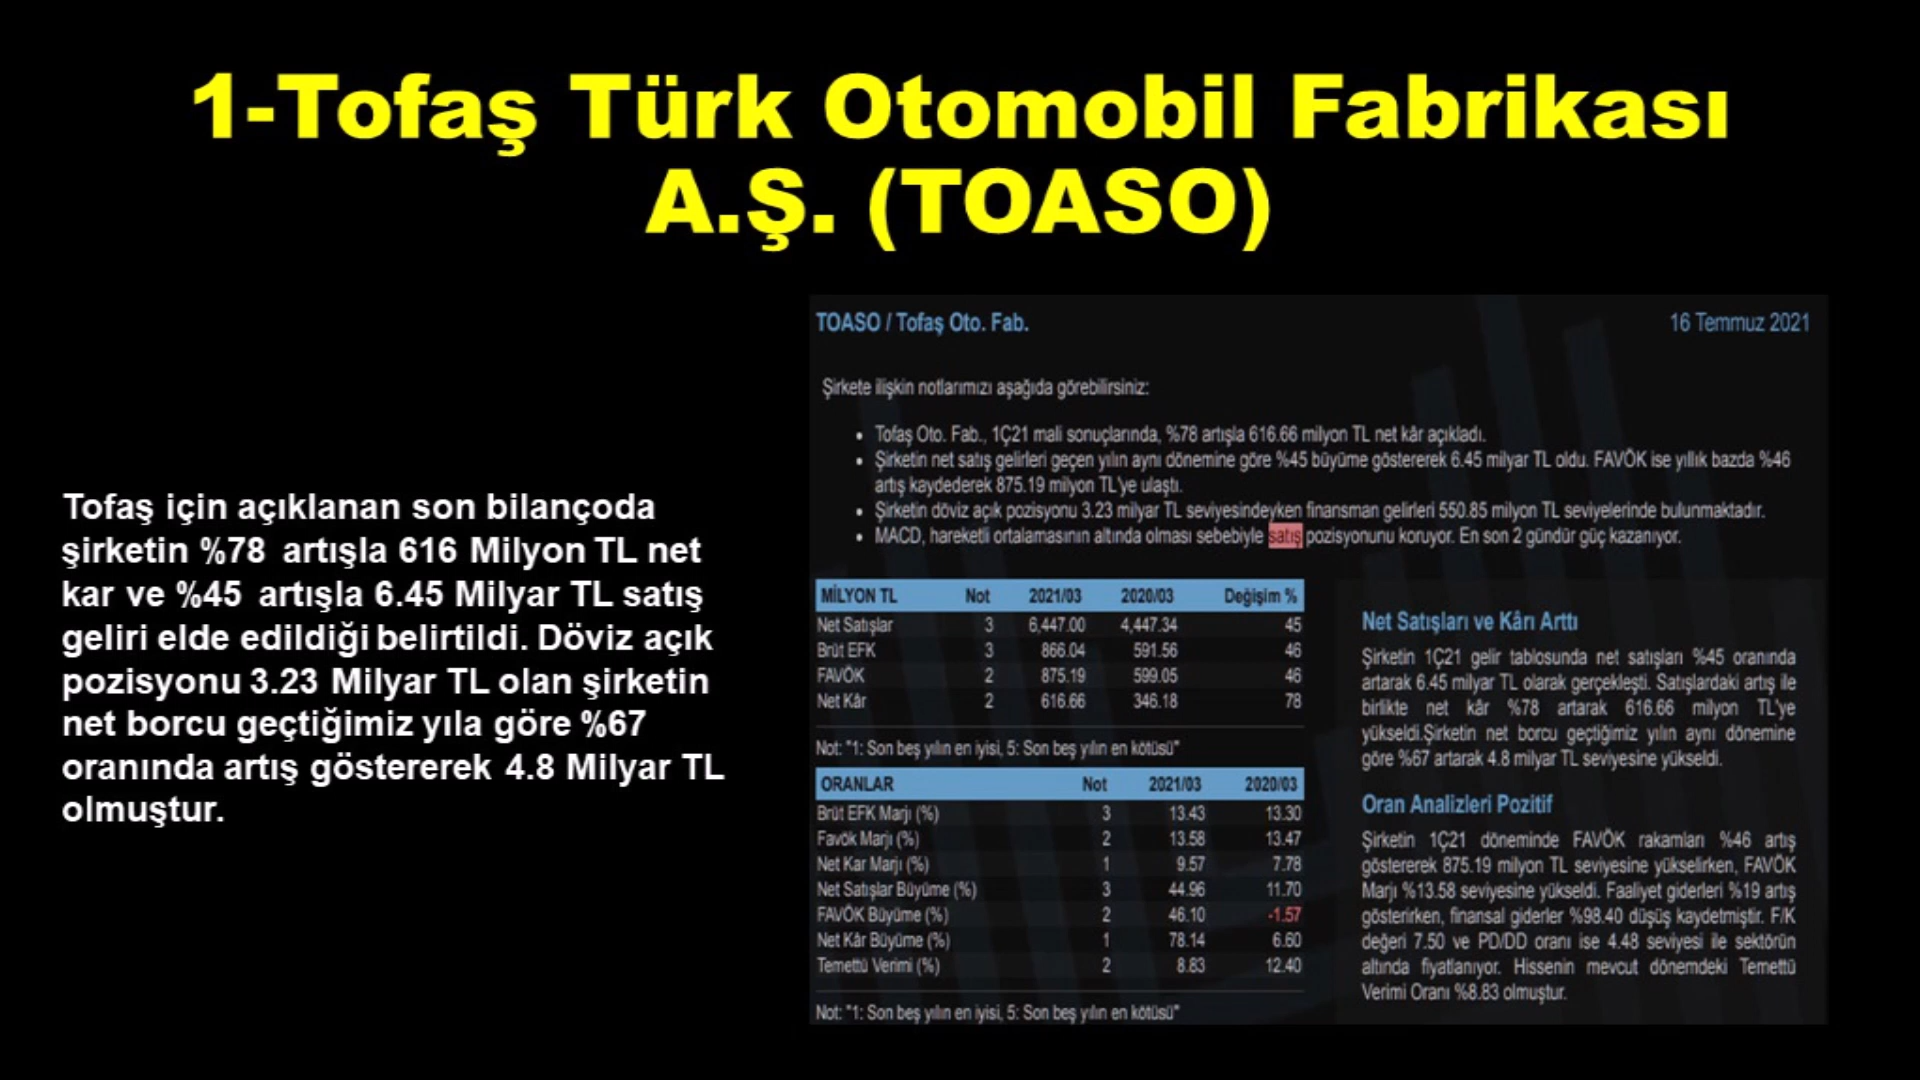 1-Tofaş Türk Otomobil Fabrikası
A.Ş. (TOASO)
Tofaş için açıklanan son bilançoda
şirketin %78 artışla 616 Milyon TL net
kar ve %45 artışla 6.45 Milyar TL satış
geliri elde edildiği belirtildi. Döviz açık
pozisyonu 3.23 Milyar TL olan şirketin
net borcu geçtiğimiz yıla göre %67
oranında artış göstererek 4.8 Milyar TL
olmuştur.
TOASO / Tofaş Oto. Fab. 16 Temmuz 2021
Şirkete ilişkin notlarımızı aşağıda görebilirsiniz:
• Tofaş Oto. Fab., 1Ç21 mali sonuçlarında, %78 artışla 616.66 milyon TL net kâr açıkladı.
• Şirketin net satış gelirleri geçen yılın aynı dönemine göre %45 büyüme göstererek 6.45 milyar TL oldu. FAVÖK ise yıllık bazda %46
artış kaydederek 875.19 milyon TL'ye ulaştı.
• Şirketin döviz açık pozisyonu 3.23 milyar TL seviyesindeyken finansman gelirleri 550.85 milyon TL seviyelerinde bulunmaktadır.
• MACD, hareketli ortalamasının altında olması sebebiyle satış pozisyonunu koruyor. En son 2 gündür güç kazanıyor.
MİLYON TL Not 2021/03 2020/03 Değişim %
Net Satışlar 3 6,447.00 4,447.34 45
Brüt EFK 3 866.04 591.56 46
FAVÖK 2 875.19 599.05 46
Net Kâr 2 616.66 346.18 78
Not: "1: Son beş yılın en iyisi, 5: Son beş yılın en kötüsü"
ORANLAR Not 2021/03 2020/03
Brüt EFK Marjı (%) 3 13.43 13.30
Favök Marjı (%) 2 13.58 13.47
Net Kar Marjı (%) 1 9.57 7.78
Net Satışlar Büyüme (%) 3 44.96 11.70
FAVÖK Büyüme (%) 2 46.10 -1.57
Net Kâr Büyüme (%) 1 78.14 6.60
Temettü Verimi (%) 2 8.83 12.40
Not: "1: Son beş yılın en iyisi, 5: Son beş yılın en kötüsü"
Net Satışları ve Kârı Arttı
Şirketin 1Ç21 gelir tablosunda net satışları %45 oranında
artarak 6.45 milyar TL olarak gerçekleşti. Satışlardaki artış ile
birlikte net kâr %78 artarak 616.66 milyon TL'ye
yükseldi.Şirketin net borcu geçtiğimiz yılın aynı dönemine
göre %67 artarak 4.8 milyar TL seviyesine yükseldi.
Oran Analizleri Pozitif
Şirketin 1Ç21 döneminde FAVÖK rakamları %46 artış
göstererek 875.19 milyon TL seviyesine yükselirken, FAVÖK
Marjı %13.58 seviyesine yükseldi. Faaliyet giderleri %19 artış
gösterirken, finansal giderler %98.40 düşüş kaydetmiştir. F/K
değeri 7.50 ve PD/DD oranı ise 4.48 seviyesi ile sektörün
altında fiyatlanıyor. Hissenin mevcut dönemdeki Temettü
Verimi Oranı %8.83 olmuştur.